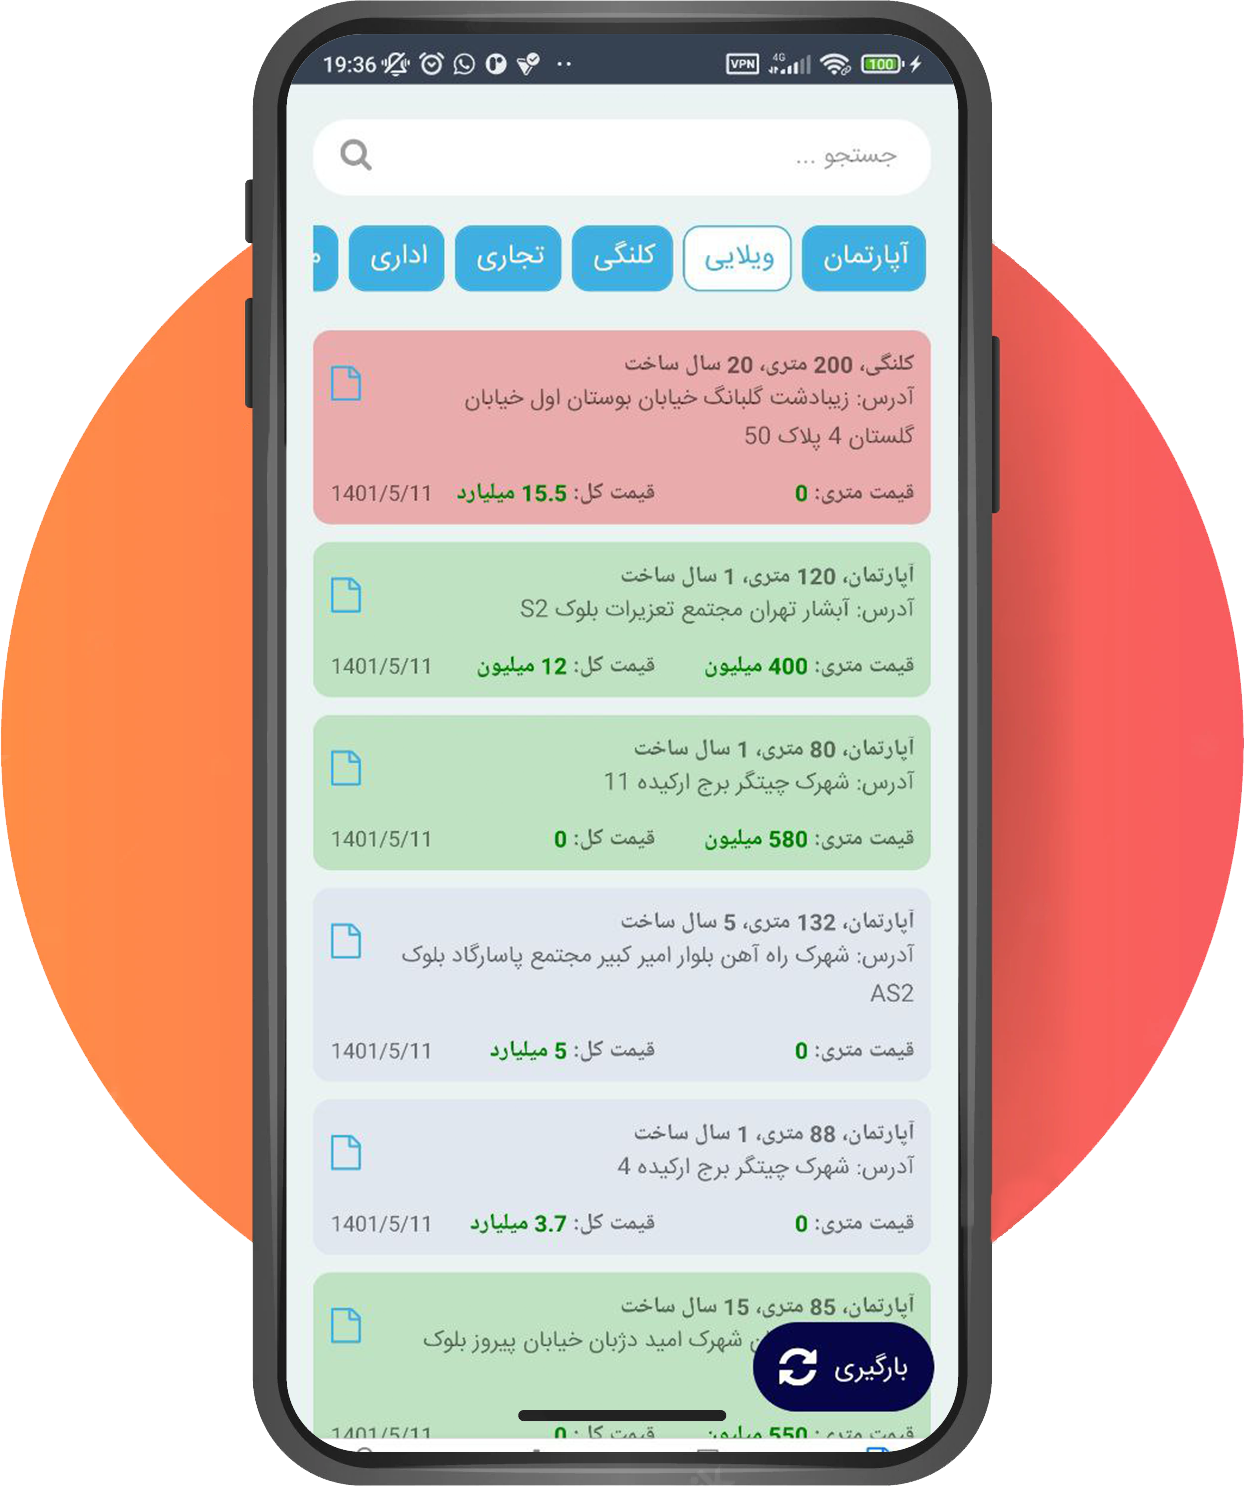 19:36
VPN 4G 100
جستجو ...
آپارتمان ویلایی کلنگی تجاری اداری
کلنگی، 200 متری، 20 سال ساخت
آدرس: زیبادشت گلبانگ خیابان بوستان اول خیابان
گلستان 4 پلاک 50
قیمت متری: 0 قیمت کل: 15.5 میلیارد 1401/5/11
آپارتمان، 120 متری، 1 سال ساخت
آدرس: آبشار تهران مجتمع تعزیرات بلوک S2
قیمت متری: 400 میلیون قیمت کل: 12 میلیون 1401/5/11
آپارتمان، 80 متری، 1 سال ساخت
آدرس: شهرک چیتگر برج ارکیده 11
قیمت متری: 580 میلیون قیمت کل: 0 1401/5/11
آپارتمان، 132 متری، 5 سال ساخت
آدرس: شهرک راه آهن بلوار امیر کبیر مجتمع پاسارگاد بلوک
AS2
قیمت متری: 0 قیمت کل: 5 میلیارد 1401/5/11
آپارتمان، 88 متری، 1 سال ساخت
آدرس: شهرک چیتگر برج ارکیده 4
قیمت متری: 0 قیمت کل: 3.7 میلیارد 1401/5/11
آپارتمان، 85 متری، 15 سال ساخت
شهرک امید دژبان خیابان پیروز بلوک
بارگیری
قیمت متری: 550 میلیون قیمت کل: 0 1401/5/11